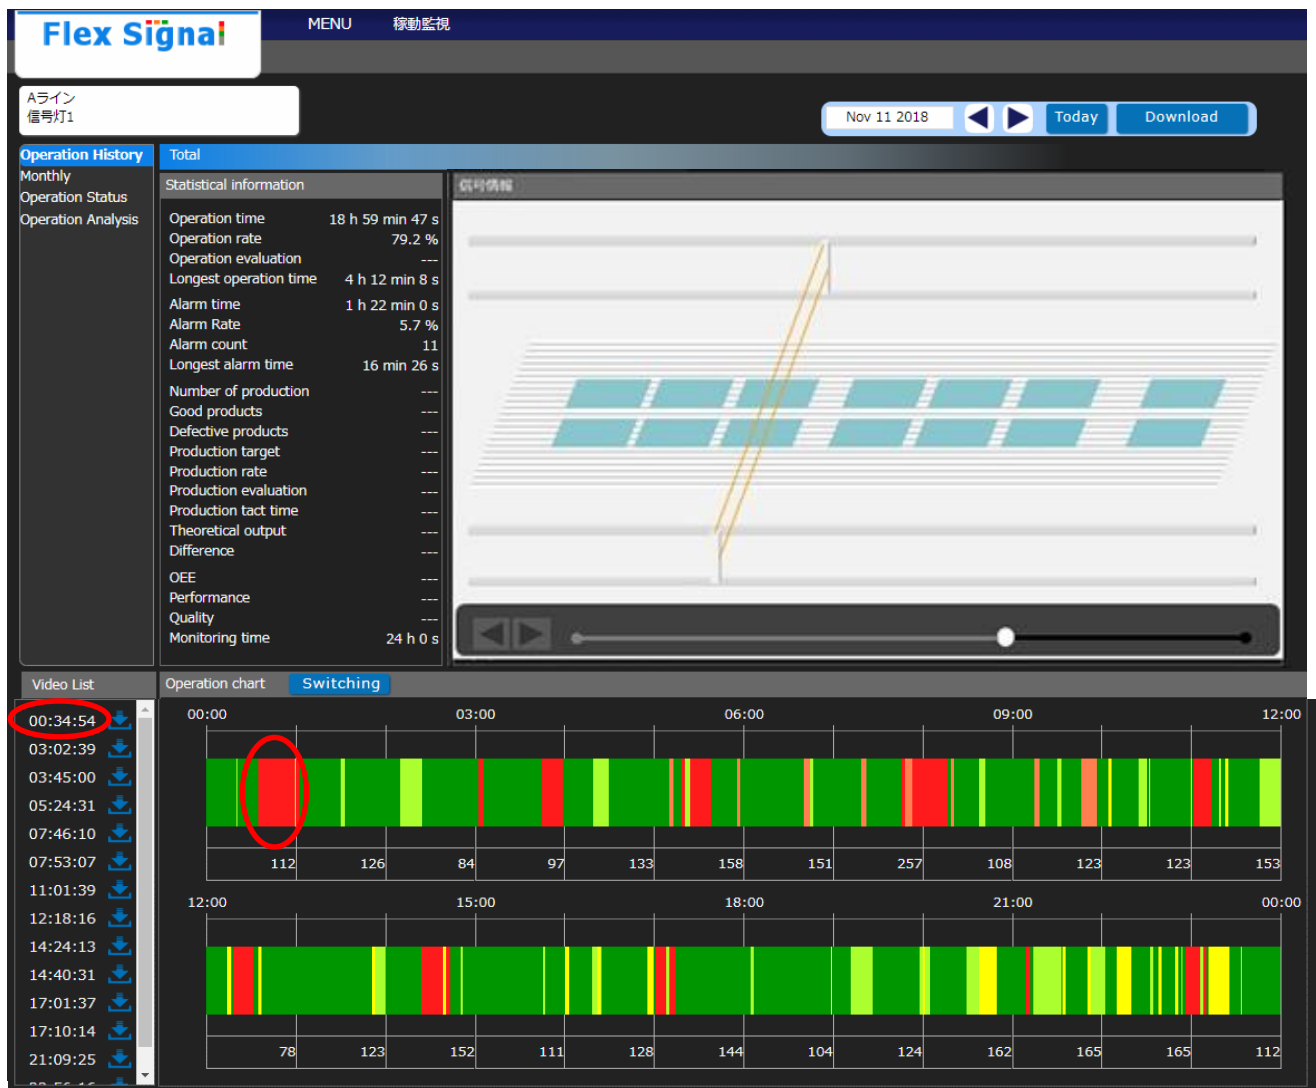 Flex Signal
MENU 稼動監視
Aライン
信号灯1
Nov 11 2018 Today Download
Operation History
Monthly
Operation Status
Operation Analysis
Total
Statistical information
Operation time 18 h 59 min 47 s
Operation rate 79.2 %
Operation evaluation ---
Longest operation time 4 h 12 min 8 s
Alarm time 1 h 22 min 0 s
Alarm Rate 5.7 %
Alarm count 11
Longest alarm time 16 min 26 s
Number of production ---
Good products ---
Defective products ---
Production target ---
Production rate ---
Production evaluation ---
Production tact time ---
Theoretical output ---
Difference ---
OEE ---
Performance ---
Quality ---
Monitoring time 24 h 0 s
信号情報
Video List
00:34:54
03:02:39
03:45:00
05:24:31
07:46:10
07:53:07
11:01:39
12:18:16
14:24:13
14:40:31
17:01:37
17:10:14
21:09:25
Operation chart Switching
00:00 03:00 06:00 09:00 12:00
112 126 84 97 133 158 151 257 108 123 123 153
12:00 15:00 18:00 21:00 00:00
78 123 152 111 128 144 104 124 162 165 165 112